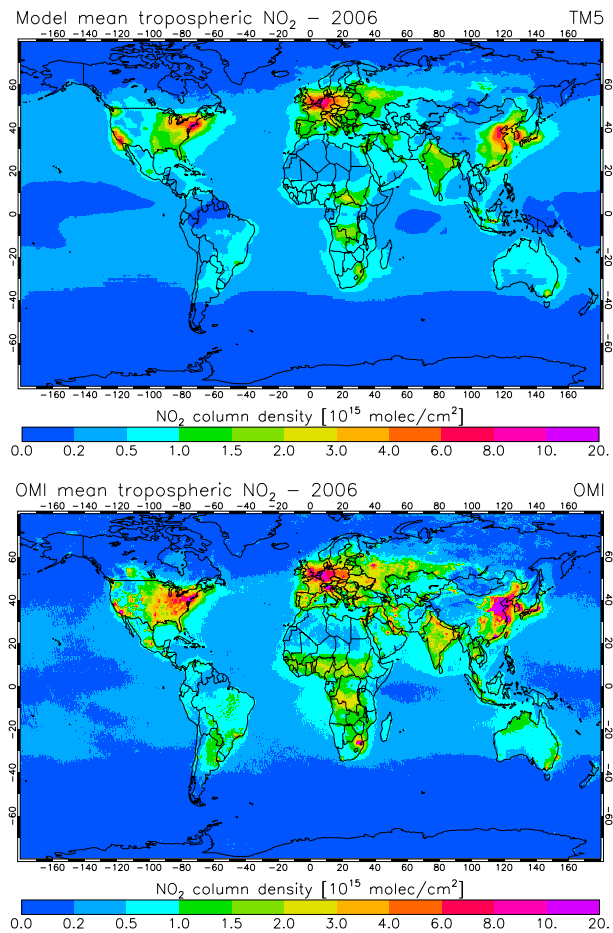 Model mean tropospheric NO₂ – 2006 TM5
−160 −140 −120 −100 −80 −60 −40 −20 0 20 40 60 80 100 120 140 160
60 60
40 40
20 20
0 0
−20 −20
−40 −40
−60 −60
−160 −140 −120 −100 −80 −60 −40 −20 0 20 40 60 80 100 120 140 160
NO₂ column density [10¹⁵ molec/cm²]
0.0 0.2 0.5 1.0 1.5 2.0 3.0 4.0 6.0 8.0 10. 20.
OMI mean tropospheric NO₂ – 2006 OMI
−160 −140 −120 −100 −80 −60 −40 −20 0 20 40 60 80 100 120 140 160
60 60
40 40
20 20
0 0
−20 −20
−40 −40
−60 −60
−160 −140 −120 −100 −80 −60 −40 −20 0 20 40 60 80 100 120 140 160
NO₂ column density [10¹⁵ molec/cm²]
0.0 0.2 0.5 1.0 1.5 2.0 3.0 4.0 6.0 8.0 10. 20.